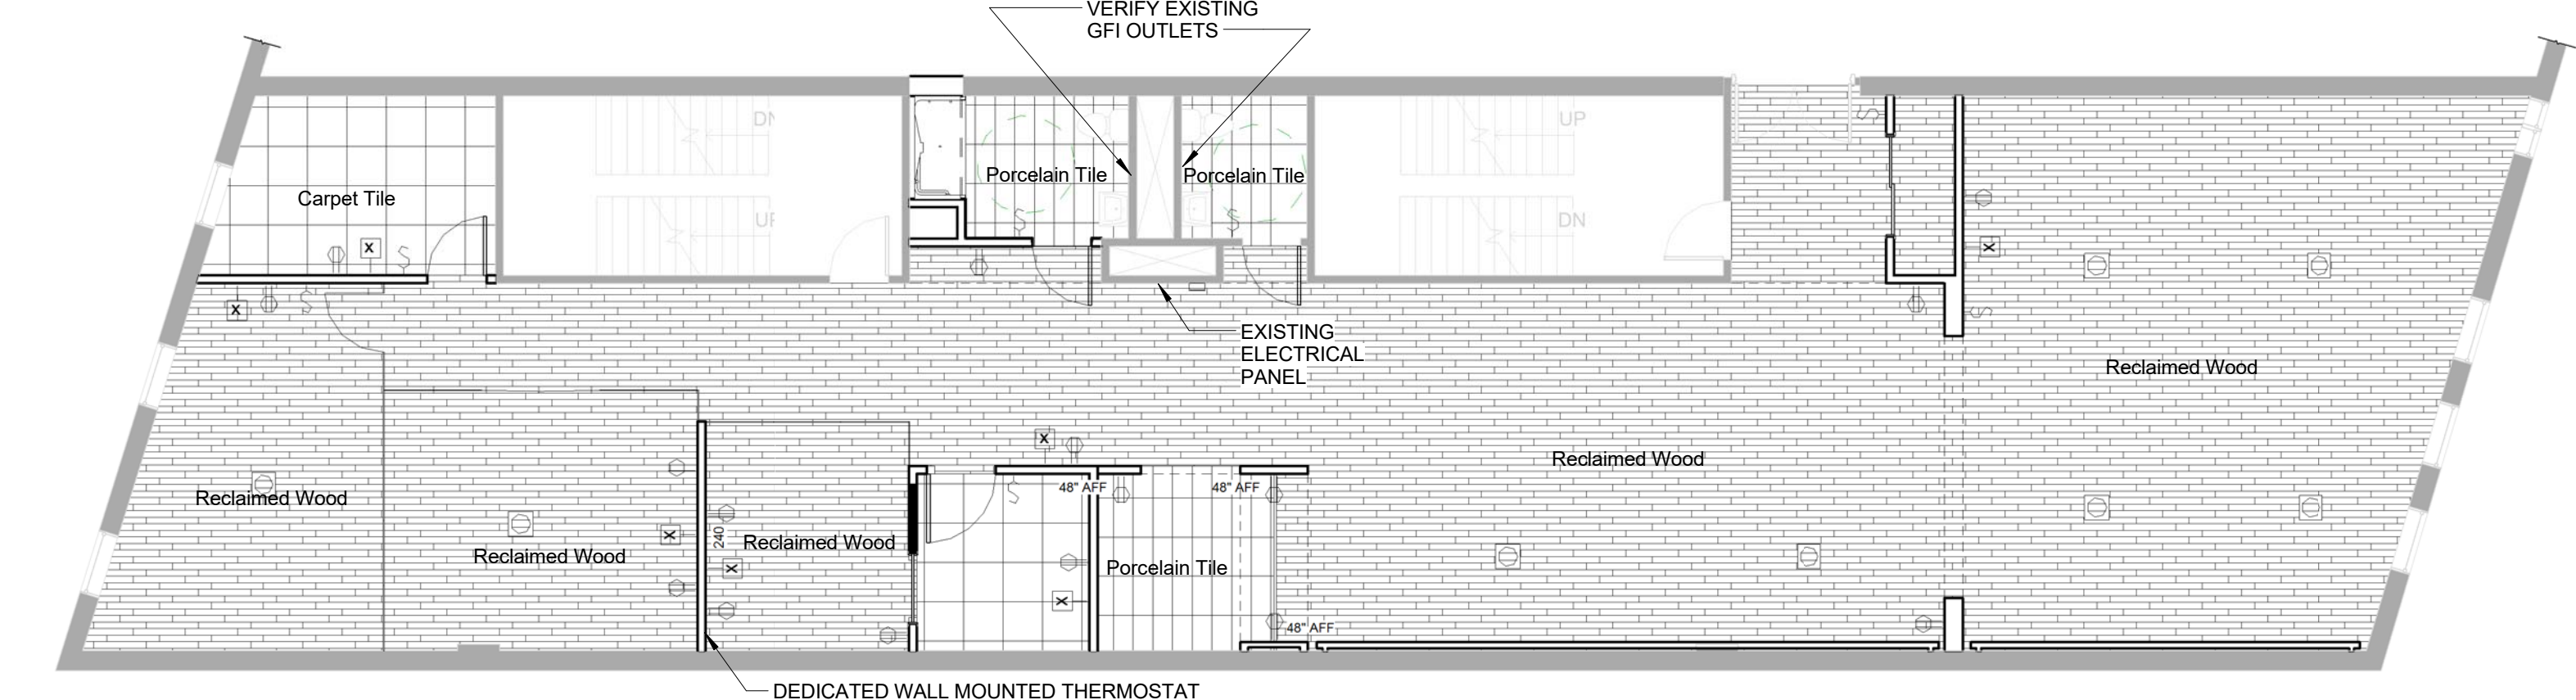 VERIFY EXISTING
GFI OUTLETS
DN
UP
UP
DN
Carpet Tile
Porcelain Tile
Porcelain Tile
S
S
S
S
X
S
X
S
X
S
EXISTING
ELECTRICAL
PANEL
Reclaimed Wood
X
Reclaimed Wood
48" AFF
48" AFF
S
Reclaimed Wood
X
240
Reclaimed Wood
Reclaimed Wood
X
Porcelain Tile
X
48" AFF
DEDICATED WALL MOUNTED THERMOSTAT